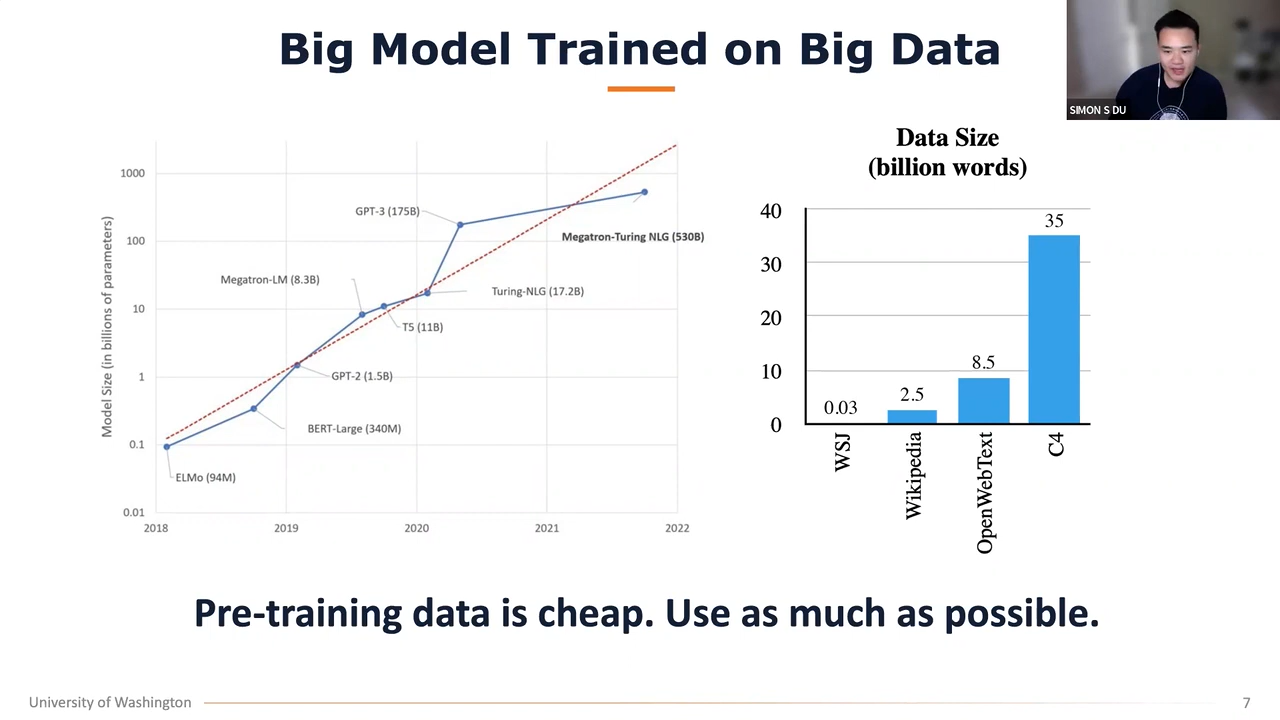 Big Model Trained on Big Data
SIMON S DU
Model Size (in billions of parameters)
1000
100
10
1
0.1
0.01
2018
2019
2020
2021
2022
ELMo (94M)
BERT-Large (340M)
GPT-2 (1.5B)
Megatron-LM (8.3B)
T5 (11B)
Turing-NLG (17.2B)
GPT-3 (175B)
Megatron-Turing NLG (530B)
Data Size
(billion words)
40
30
20
10
0
0.03
2.5
8.5
35
WSJ
Wikipedia
OpenWebText
C4
Pre-training data is cheap. Use as much as possible.
University of Washington
7